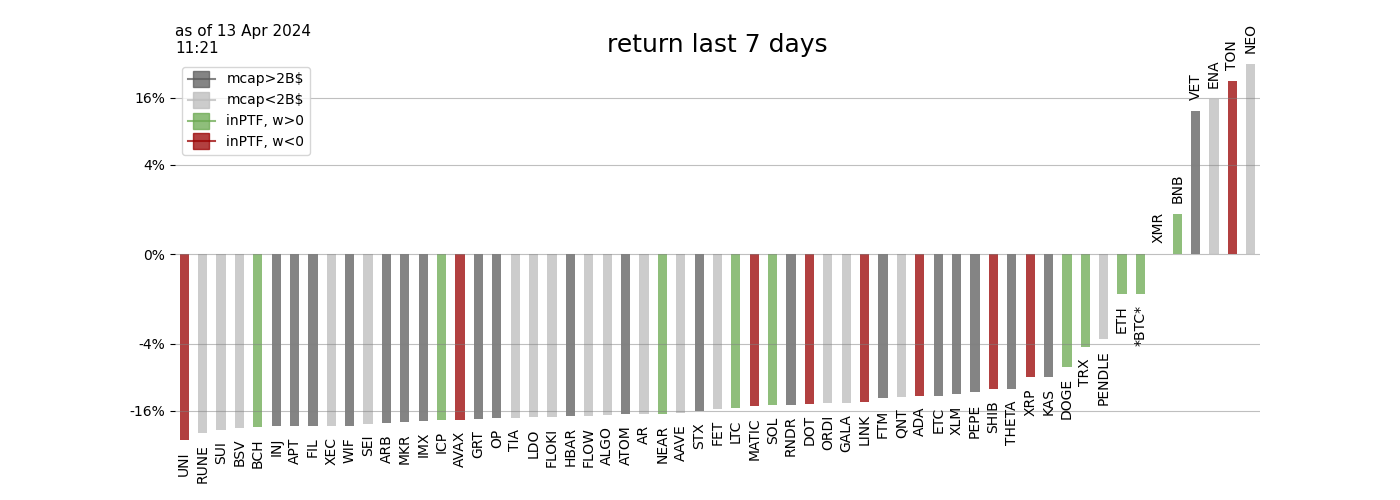 as of 13 Apr 2024
11:21
return last 7 days
mcap>2B$
mcap<2B$
inPTF, w>0
inPTF, w<0
16%
4%
0%
-4%
-16%
UNI
RUNE
SUI
BSV
BCH
INJ
APT
FIL
XEC
WIF
SEI
ARB
MKR
IMX
ICP
AVAX
GRT
OP
TIA
LDO
FLOKI
HBAR
FLOW
ALGO
ATOM
AR
NEAR
AAVE
STX
FET
LTC
MATIC
SOL
RNDR
DOT
ORDI
GALA
LINK
FTM
QNT
ADA
ETC
XLM
PEPE
SHIB
THETA
XRP
KAS
DOGE
TRX
PENDLE
ETH
*BTC*
XMR
BNB
VET
ENA
TON
NEO